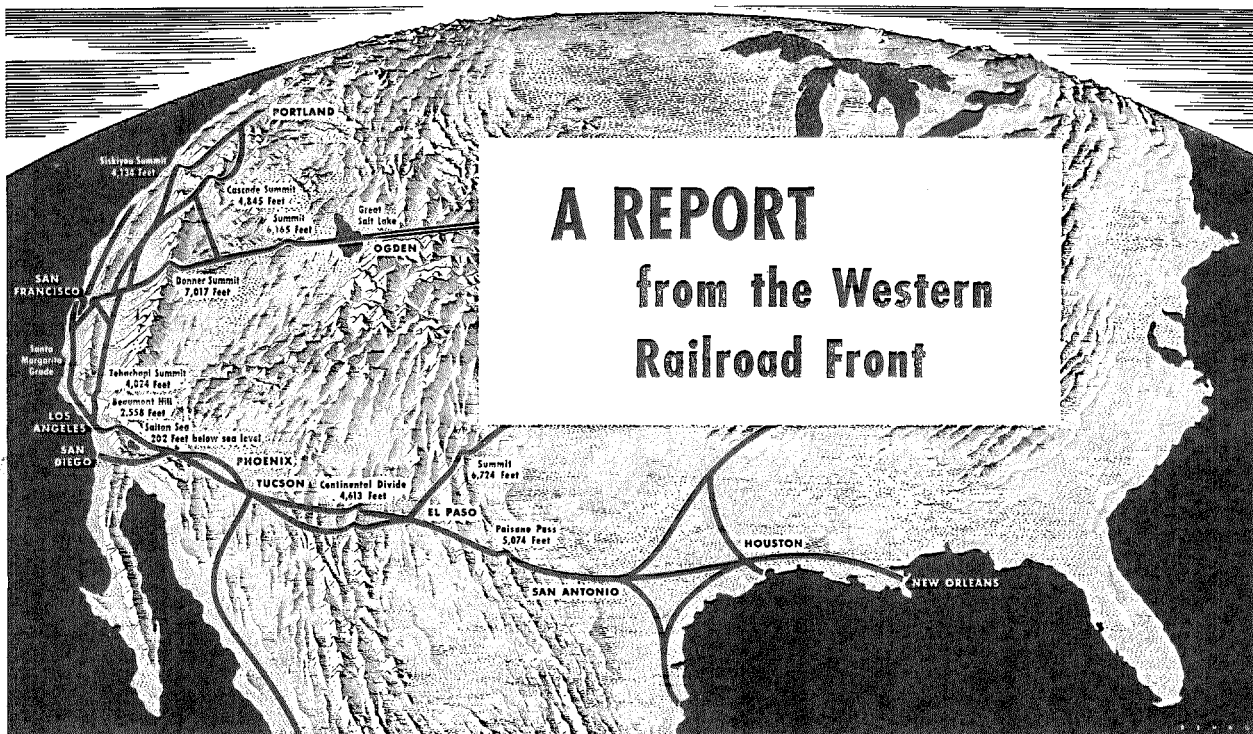 A REPORT
from the Western
Railroad Front
PORTLAND
Siskiyou Summit
4,134 Feet
Cascade Summit
4,845 Feet
Summit
6,165 Feet
Great
Salt Lake
OGDEN
SAN
FRANCISCO
Donner Summit
7,017 Feet
Santa
Margarita
Grade
Tehachapi Summit
4,024 Feet
Beaumont Hill
2,558 Feet
LOS
ANGELES
Salton Sea
202 Feet below sea level
SAN
DIEGO
PHOENIX
TUCSON
Continental Divide
4,613 Feet
Summit
6,724 Feet
EL PASO
Paisano Pass
5,074 Feet
HOUSTON
SAN ANTONIO
NEW ORLEANS